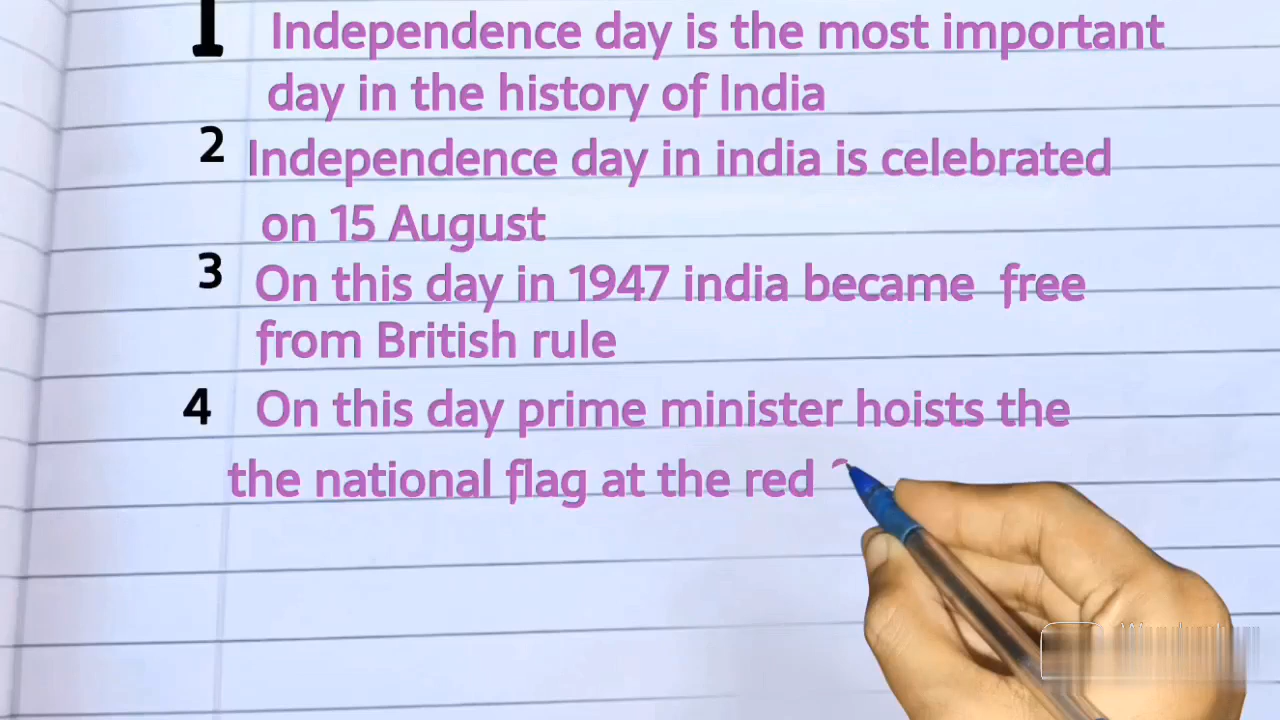 1 Independence day is the most important
day in the history of India
2 Independence day in india is celebrated
on 15 August
3 On this day in 1947 india became free
from British rule
4 On this day prime minister hoists the
the national flag at the red